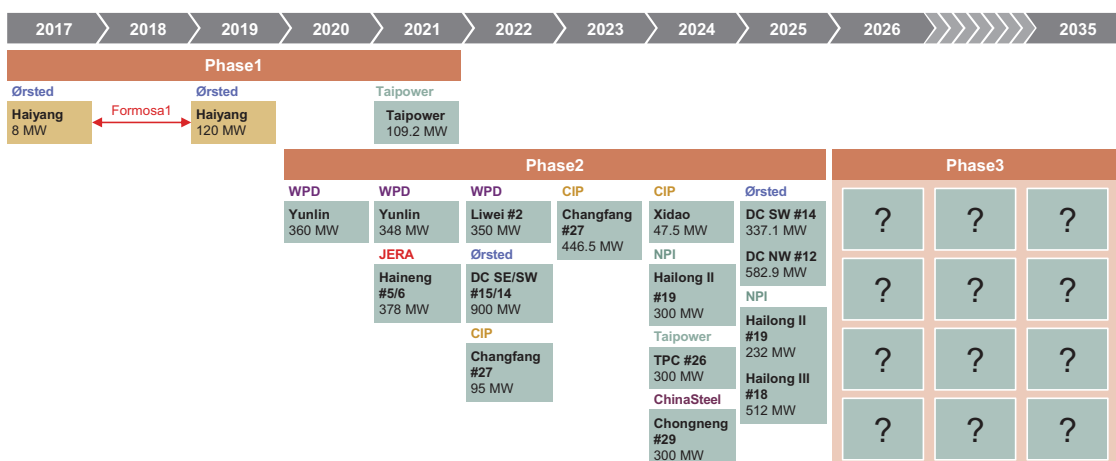 2017 2018 2019 2020 2021 2022 2023 2024 2025 2026 2035
Phase1
Ørsted
Haiyang
8 MW
Formosa1
Ørsted
Haiyang
120 MW
Taipower
Taipower
109.2 MW
Phase2
WPD
Yunlin
360 MW
WPD
Yunlin
348 MW
JERA
Haineng
#5/6
378 MW
WPD
Liwei #2
350 MW
Ørsted
DC SE/SW
#15/14
900 MW
CIP
Changfang
#27
95 MW
CIP
Changfang
#27
446.5 MW
CIP
Xidao
47.5 MW
NPI
Hailong II
#19
300 MW
Taipower
TPC #26
300 MW
ChinaSteel
Chongneng
#29
300 MW
Ørsted
DC SW #14
337.1 MW
DC NW #12
582.9 MW
NPI
Hailong II
#19
232 MW
Hailong III
#18
512 MW
Phase3
? ? ?
? ? ?
? ? ?
? ? ?